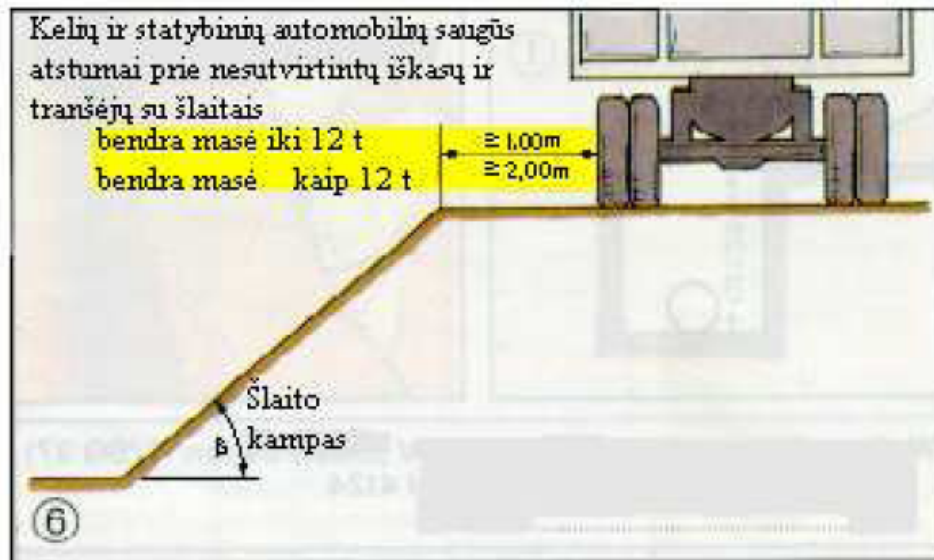 Kelių ir statybinių automobilių saugūs
atstumai prie nesutvirtintų iškasų ir
tranšėjų su šlaitais
bendra masė iki 12 t ≥ 1.00m
bendra masė kaip 12 t ≥ 2,00m
Šlaito
β kampas
6